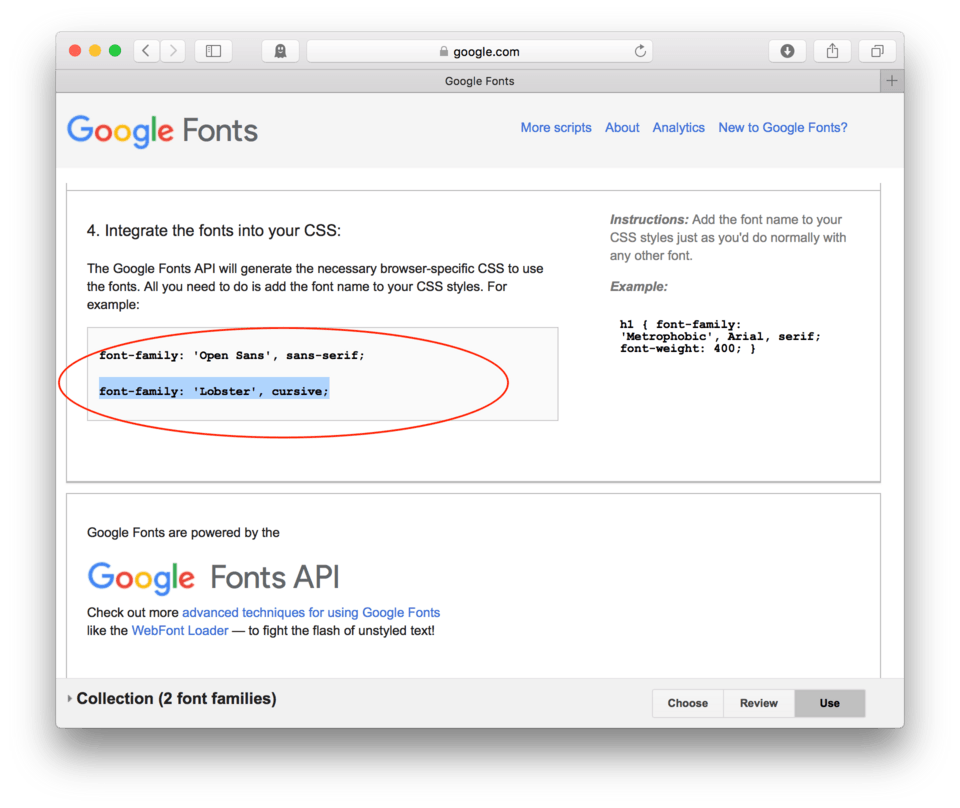 google.com
Google Fonts
Google Fonts
More scripts About Analytics New to Google Fonts?
4. Integrate the fonts into your CSS:
The Google Fonts API will generate the necessary browser-specific CSS to use
the fonts. All you need to do is add the font name to your CSS styles. For
example:
font-family: 'Open Sans', sans-serif;
font-family: 'Lobster', cursive;
Instructions: Add the font name to your
CSS styles just as you'd do normally with
any other font.
Example:
h1 { font-family:
'Metrophobic', Arial, serif;
font-weight: 400; }
Google Fonts are powered by the
Google Fonts API
Check out more advanced techniques for using Google Fonts
like the WebFont Loader — to fight the flash of unstyled text!
Collection (2 font families)
Choose Review Use